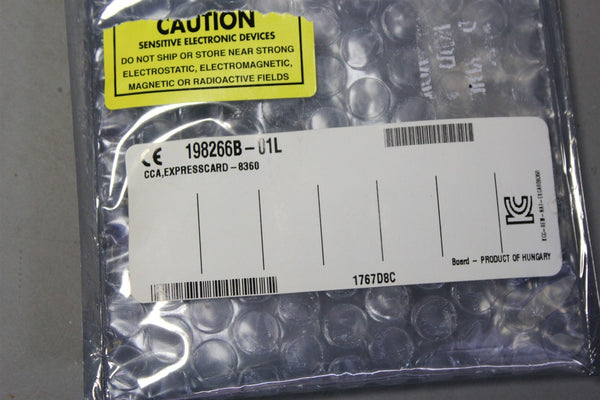 CAUTION
SENSITIVE ELECTRONIC DEVICES
DO NOT SHIP OR STORE NEAR STRONG
ELECTROSTATIC, ELECTROMAGNETIC,
MAGNETIC OR RADIOACTIVE FIELDS
CE 198266B-01L
CCA,EXPRESSCARD-8360
Board - PRODUCT OF HUNGARY
1767D8C